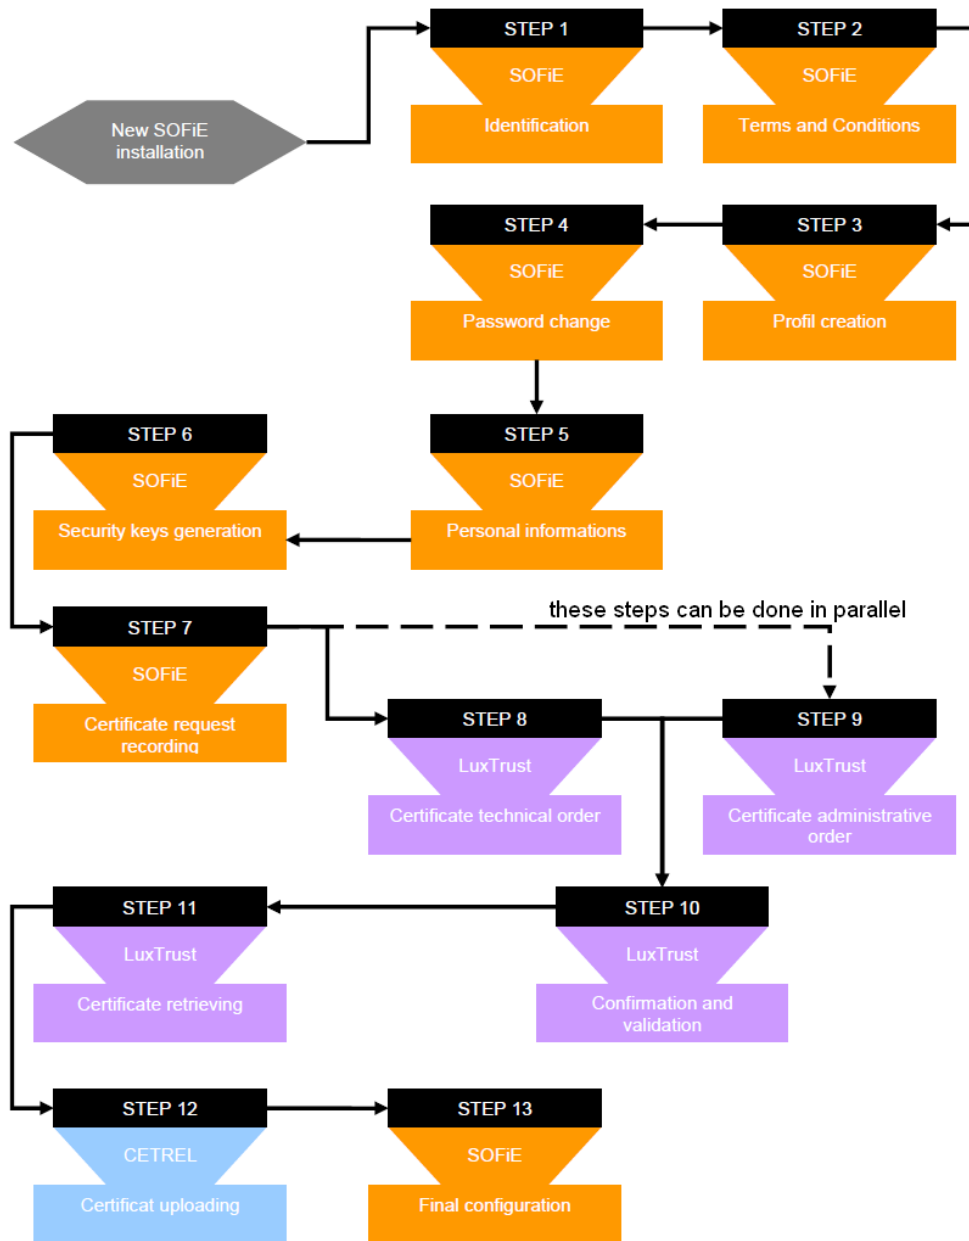 STEP 1
SOFiE
Identification
STEP 2
SOFiE
Terms and Conditions
New SOFiE
installation
STEP 4
SOFiE
Password change
STEP 3
SOFiE
Profil creation
STEP 6
SOFiE
Security keys generation
STEP 5
SOFiE
Personal informations
these steps can be done in parallel
STEP 7
SOFiE
Certificate request
recording
STEP 8
LuxTrust
Certificate technical order
STEP 9
LuxTrust
Certificate administrative
order
STEP 11
LuxTrust
Certificate retrieving
STEP 10
LuxTrust
Confirmation and
validation
STEP 12
CETREL
Certificat uploading
STEP 13
SOFiE
Final configuration